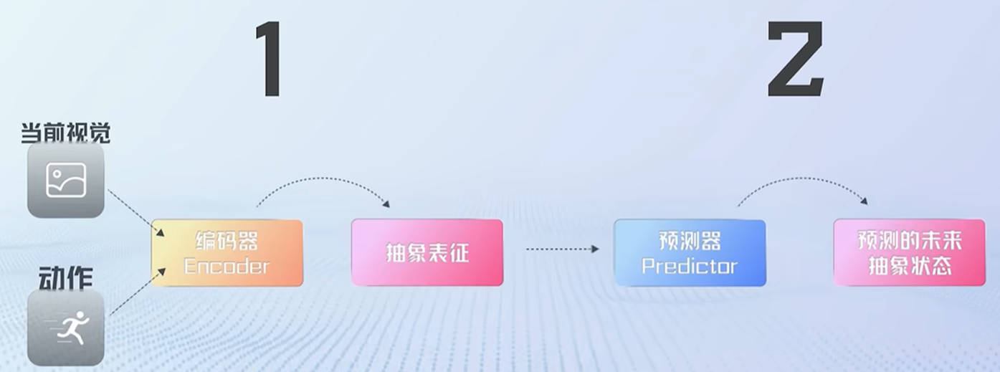 1
2
当前视觉
动作
编码器
Encoder
抽象表征
预测器
Predictor
预测的未来
抽象状态